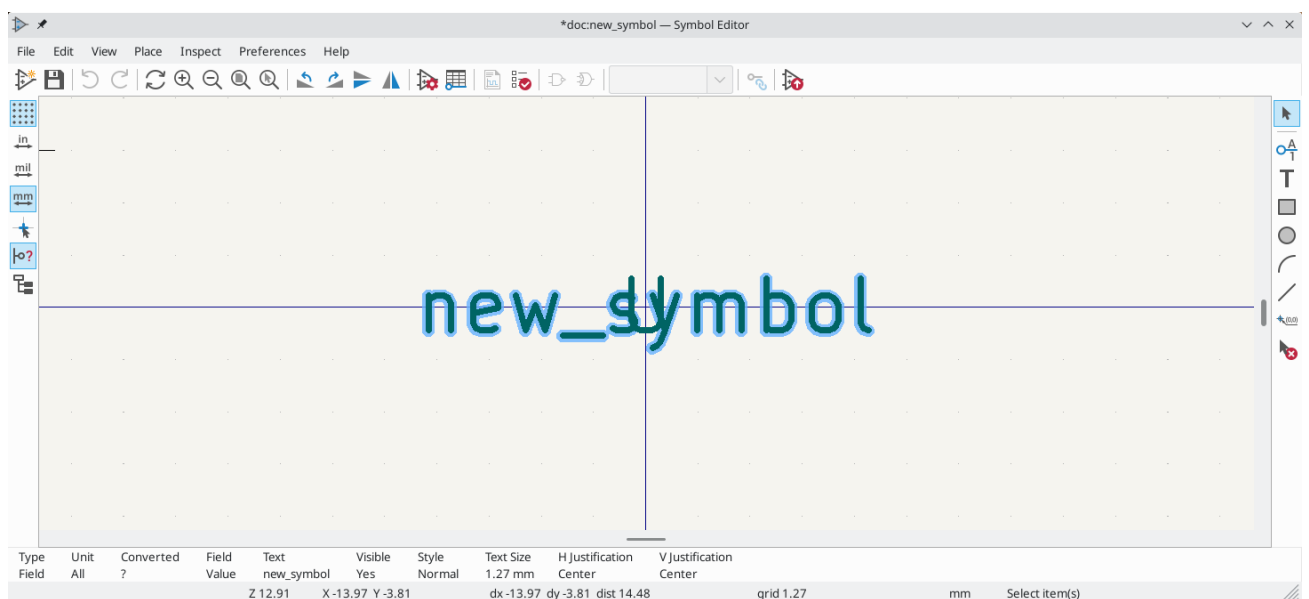 *doc:new_symbol — Symbol Editor
File Edit View Place Inspect Preferences Help
in
mil
mm
A
1
T
(0,0)
new_symbol
U
Type Unit Converted Field Text Visible Style Text Size H Justification V Justification
Field All ? Value new_symbol Yes Normal 1.27 mm Center Center
Z 12.91 X -13.97 Y -3.81 dx -13.97 dy -3.81 dist 14.48 grid 1.27 mm Select item(s)